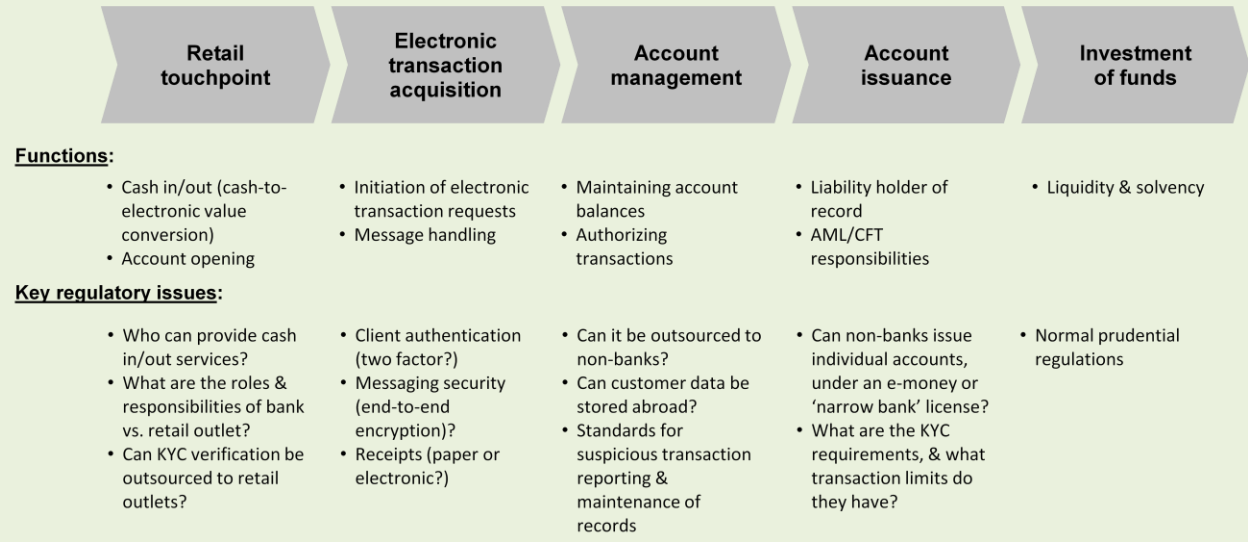 Retail
touchpoint
Electronic
transaction
acquisition
Account
management
Account
issuance
Investment
of funds
Functions:
• Cash in/out (cash-to-
electronic value
conversion)
• Account opening
• Initiation of electronic
transaction requests
• Message handling
• Maintaining account
balances
• Authorizing
transactions
• Liability holder of
record
• AML/CFT
responsibilities
• Liquidity & solvency
Key regulatory issues:
• Who can provide cash
in/out services?
• What are the roles &
responsibilities of bank
vs. retail outlet?
• Can KYC verification be
outsourced to retail
outlets?
• Client authentication
(two factor?)
• Messaging security
(end-to-end
encryption)?
• Receipts (paper or
electronic?)
• Can it be outsourced to
non-banks?
• Can customer data be
stored abroad?
• Standards for
suspicious transaction
reporting &
maintenance of
records
• Can non-banks issue
individual accounts,
under an e-money or
‘narrow bank’ license?
• What are the KYC
requirements, & what
transaction limits do
they have?
• Normal prudential
regulations